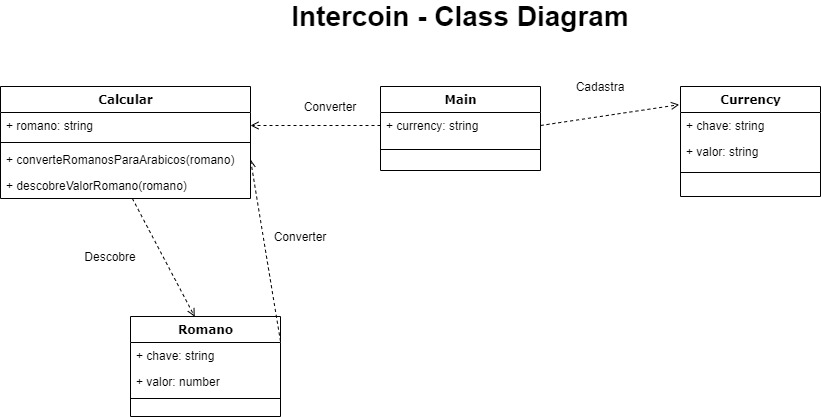 Intercoin - Class Diagram
Cadastra
Calcular
Main
Currency
Converter
+ romano: string
+ currency: string
+ chave: string
+ valor: string
+ converteRomanosParaArabicos(romano)
+ descobreValorRomano(romano)
Converter
Descobre
Romano
+ chave: string
+ valor: number